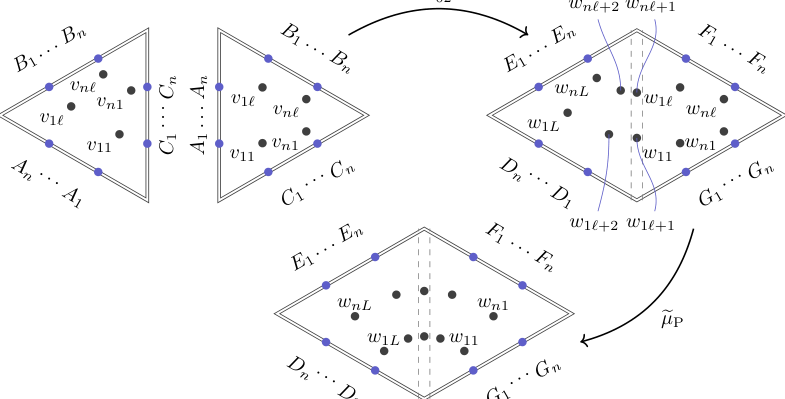 B₁ ⋯ Bₙ
vₙℓ
vₙ₁
v₁ℓ
v₁₁
Aₙ ⋯ A₁
C₁ ⋯ Cₙ
A₁ ⋯ Aₙ
B₁ ⋯ Bₙ
v₁ℓ
vₙℓ
v₁₁
vₙ₁
C₁ ⋯ Cₙ
wₙℓ₊₂ wₙℓ₊₁
E₁ ⋯ Eₙ
F₁ ⋯ Fₙ
wₙL
w₁ℓ
wₙℓ
w₁L
w₁₁
wₙ₁
Dₙ ⋯ D₁
G₁ ⋯ Gₙ
w₁ℓ₊₂ w₁ℓ₊₁
E₁ ⋯ Eₙ
F₁ ⋯ Fₙ
wₙL
wₙ₁
w₁L
w₁₁
μ̃_P
Dₙ ⋯
G₁ ⋯ Gₙ